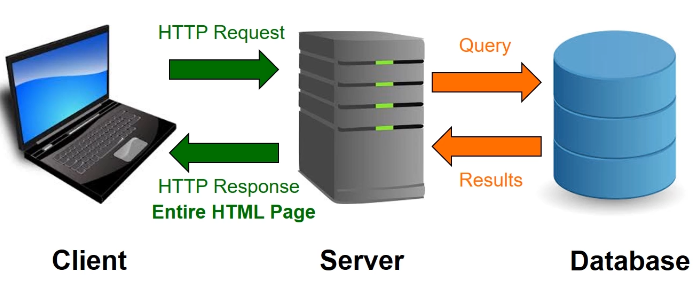 HTTP Request
Query
HTTP Response
Entire HTML Page
Results
Client
Server
Database